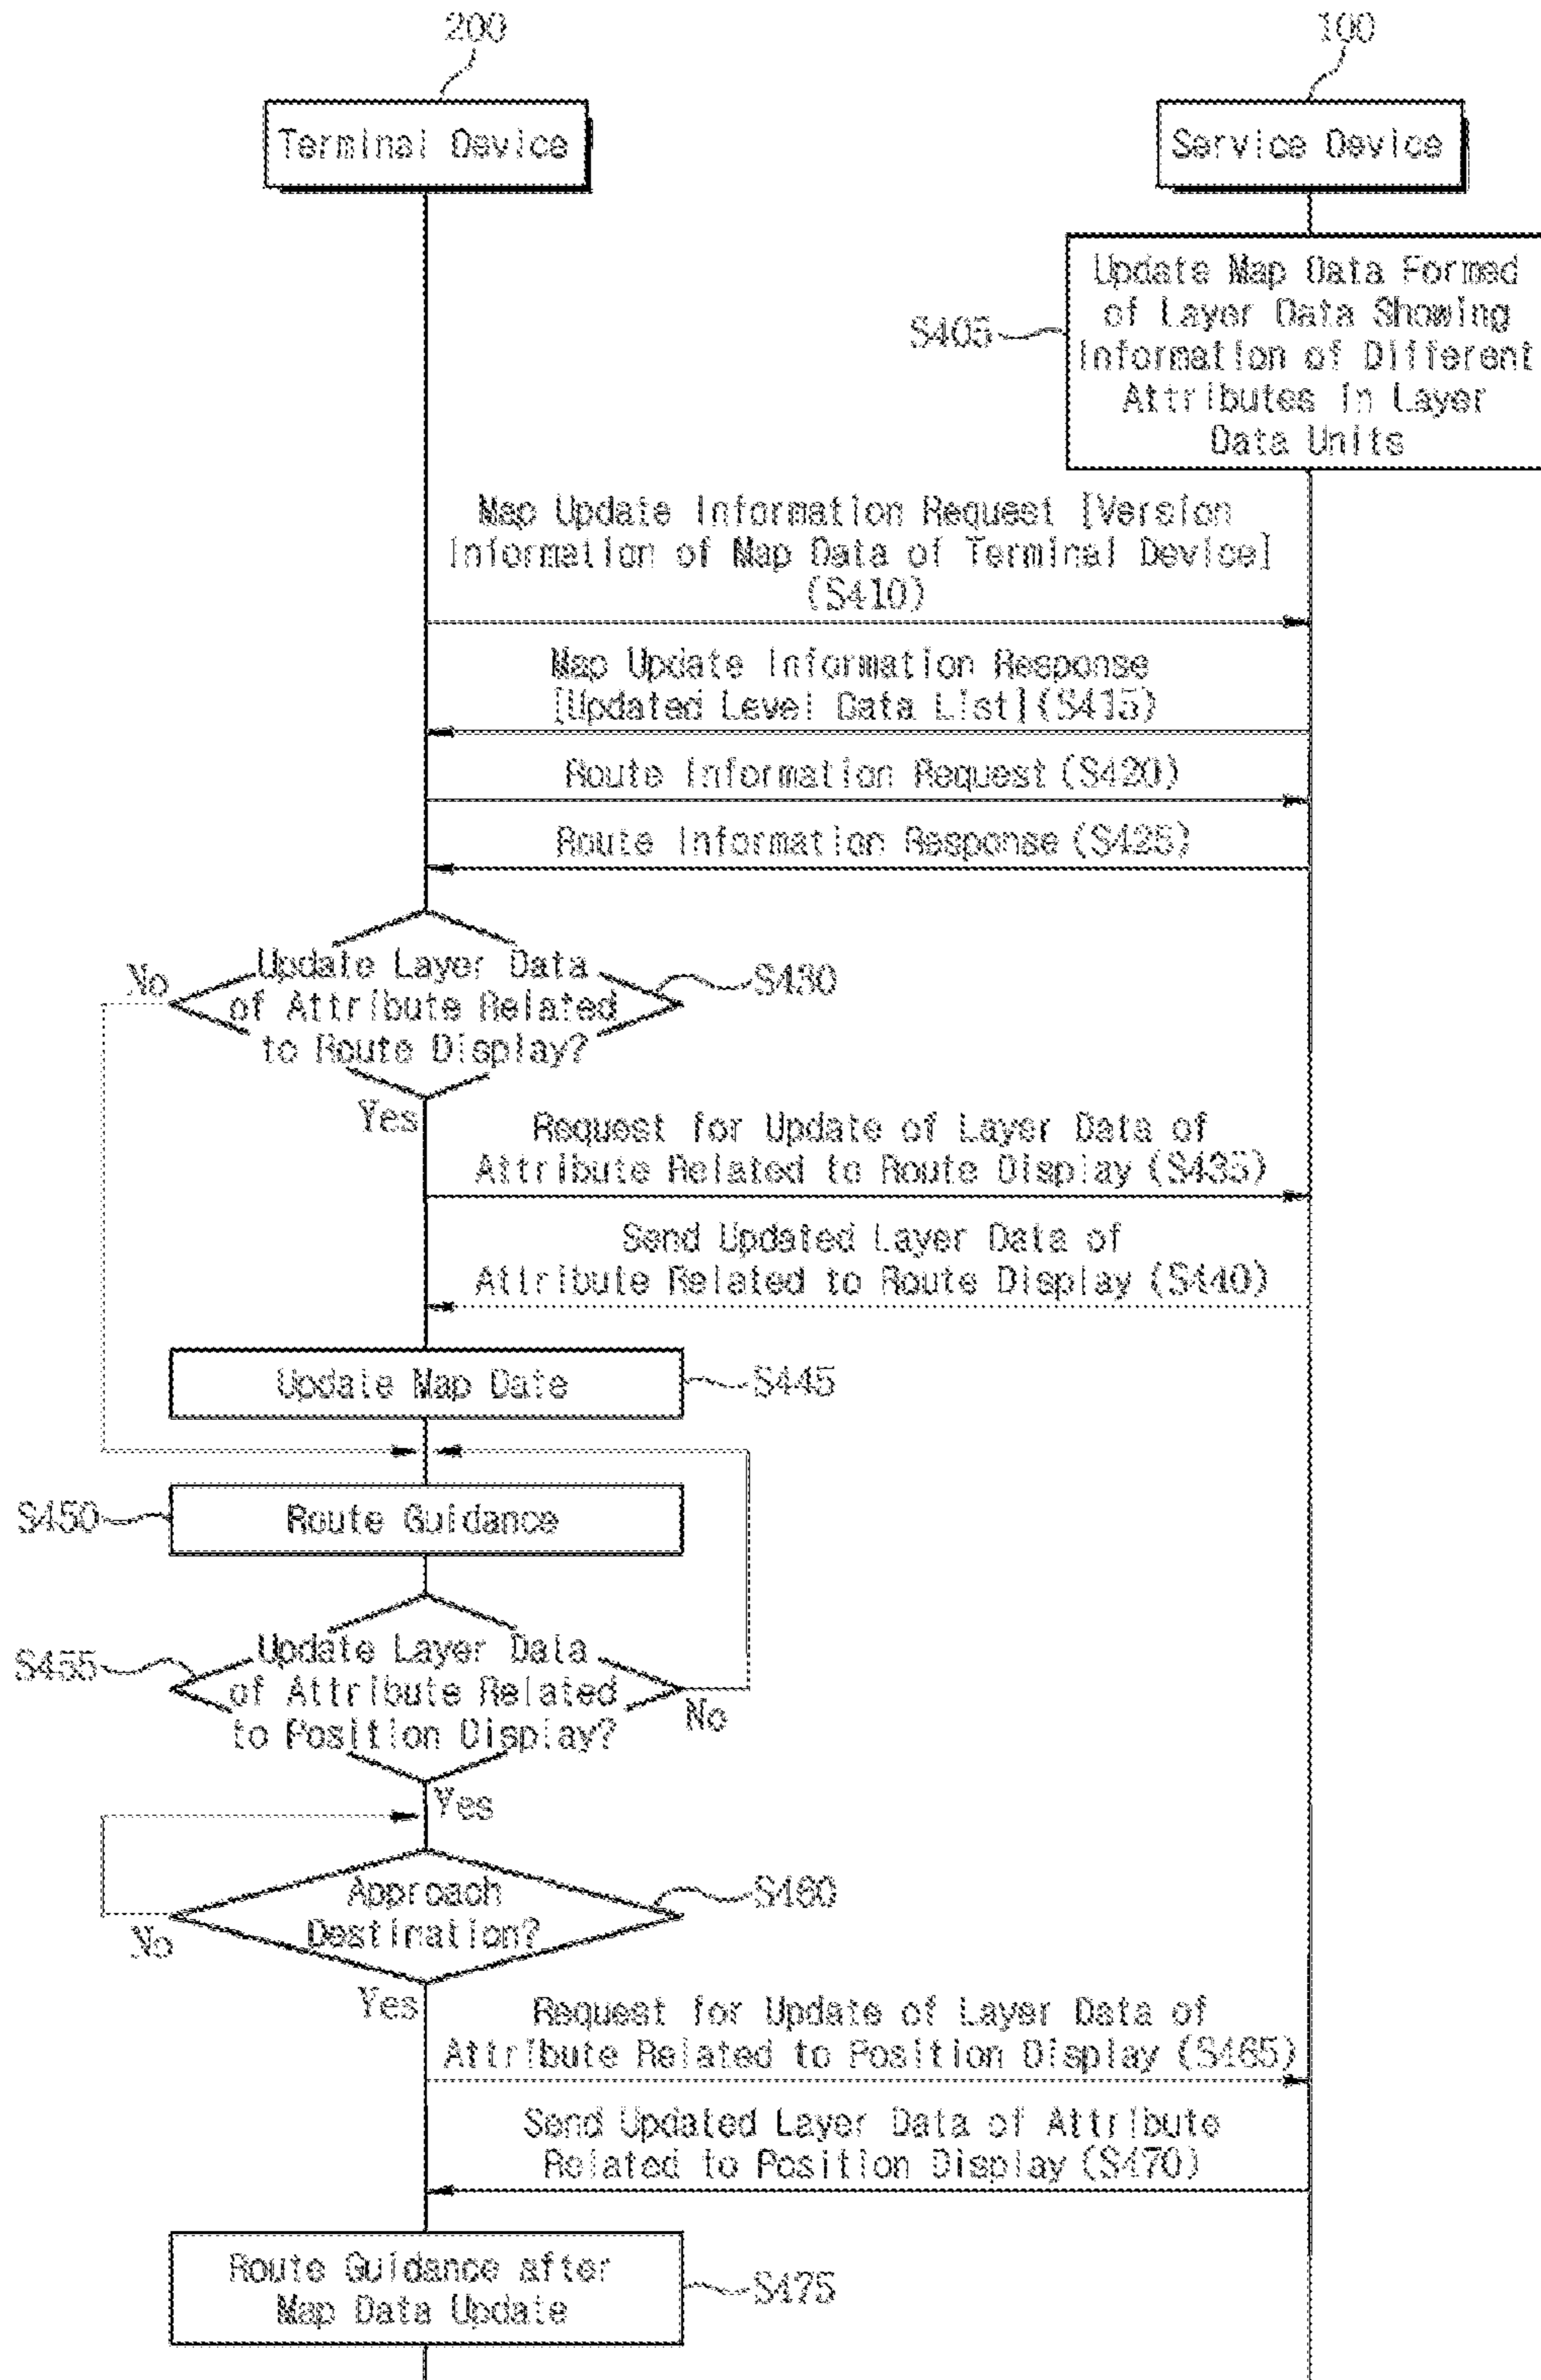 200
100
Terminal Device
Service Device
Update Map Data Formed
of Layer Data Showing
Information of Different
Attributes in Layer
Data Units
S405
Map Update Information Request [Version
Information of Map Data of Terminal Device]
(S410)
Map Update Information Response
[Updated Level Data List] (S415)
Route Information Request (S420)
Route Information Response (S425)
No
Update Layer Data
of Attribute Related
to Route Display?
S430
Yes
Request for Update of Layer Data of
Attribute Related to Route Display (S435)
Send Updated Layer Data of
Attribute Related to Route Display (S440)
Update Map Date
S445
S450
Route Guidance
S455
Update Layer Data
of Attribute Related
to Position Display?
No
Yes
Approach
Destination?
S460
No
Yes
Request for Update of Layer Data of
Attribute Related to Position Display (S465)
Send Updated Layer Data of Attribute
Related to Position Display (S470)
Route Guidance after
Map Data Update
S475